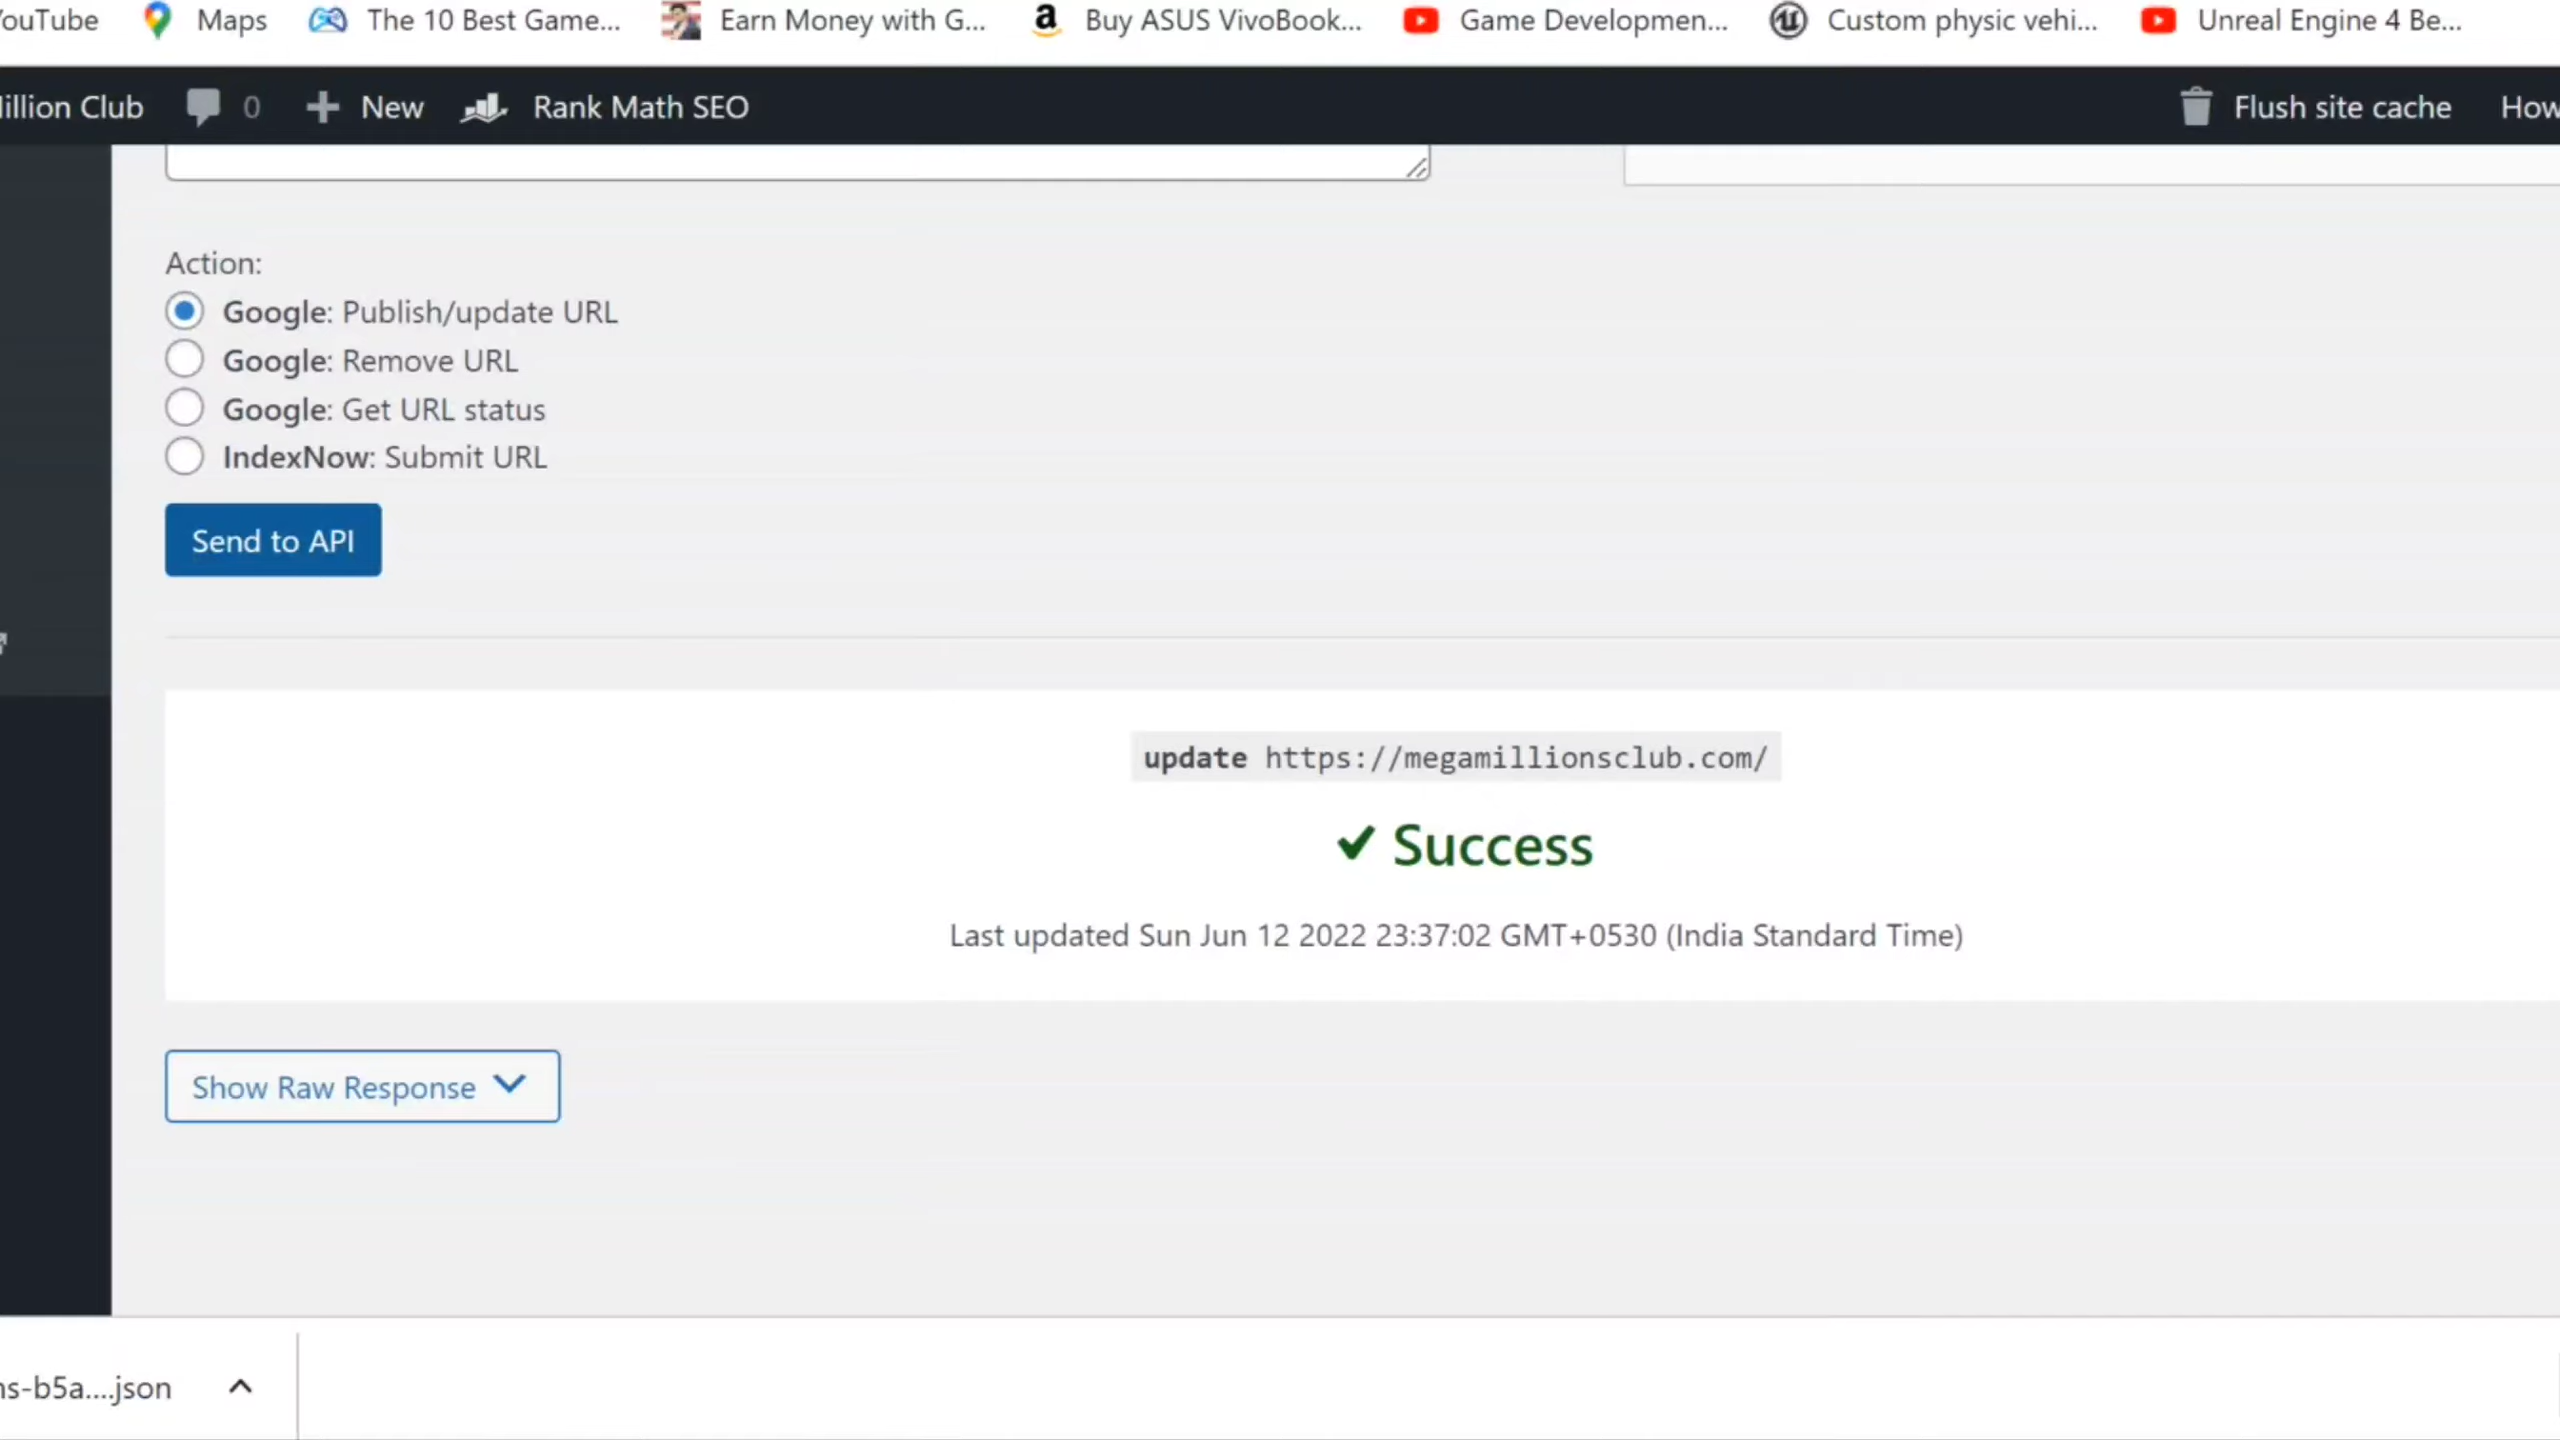 YouTube Maps The 10 Best Game... Earn Money with G... Buy ASUS VivoBook... Game Developmen... Custom physic vehi... Unreal Engine 4 Be...
illion Club 0 New Rank Math SEO Flush site cache How
Action:
Google: Publish/update URL
Google: Remove URL
Google: Get URL status
IndexNow: Submit URL
Send to API
update https://megamillionsclub.com/
✔ Success
Last updated Sun Jun 12 2022 23:37:02 GMT+0530 (India Standard Time)
Show Raw Response
ns-b5a....json